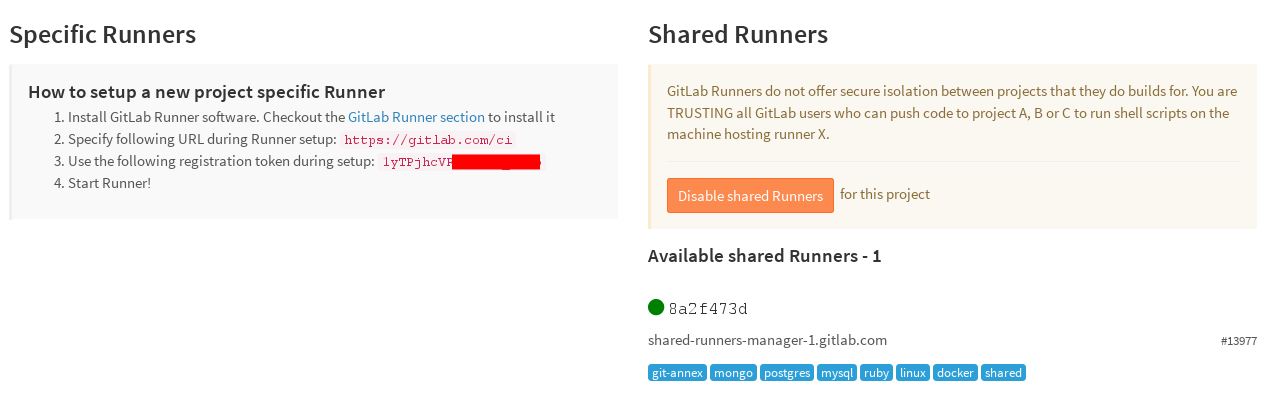 Specific Runners
How to setup a new project specific Runner
1. Install GitLab Runner software. Checkout the GitLab Runner section to install it
2. Specify following URL during Runner setup: https://gitlab.com/ci
3. Use the following registration token during setup:
4. Start Runner!
Shared Runners
GitLab Runners do not offer secure isolation between projects that they do builds for. You are
TRUSTING all GitLab users who can push code to project A, B or C to run shell scripts on the
machine hosting runner X.
Disable shared Runners for this project
Available shared Runners - 1
8a2f473d
shared-runners-manager-1.gitlab.com #13977
git-annex mongo postgres mysql ruby linux docker shared